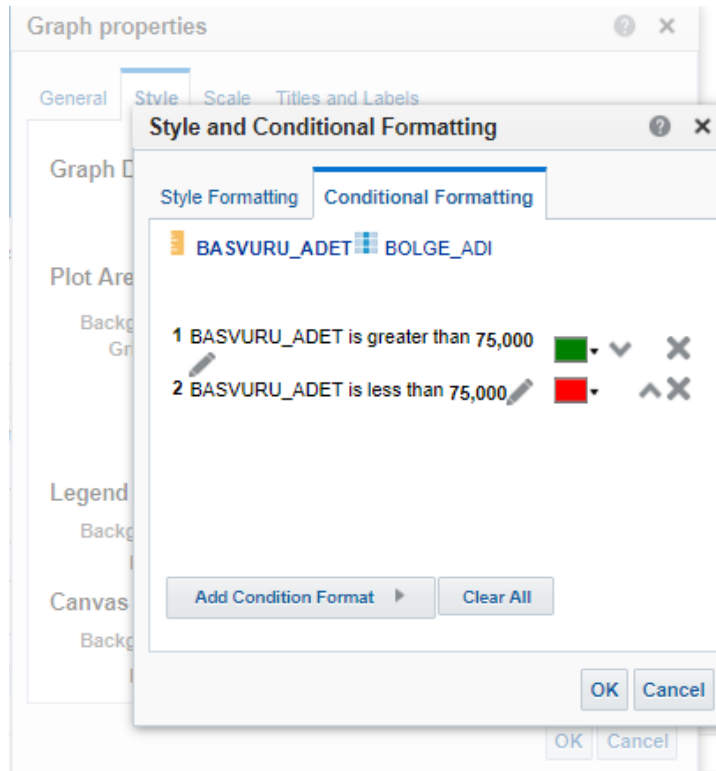 Graph properties
General Style Scale Titles and Labels
Style and Conditional Formatting
Graph D
Style Formatting Conditional Formatting
BASVURU_ADET BOLGE_ADI
Plot Are
Backg
Gr
1 BASVURU_ADET is greater than 75,000
2 BASVURU_ADET is less than 75,000
Legend
Backg
Canvas
Add Condition Format Clear All
Backg
OK Cancel
OK Cancel